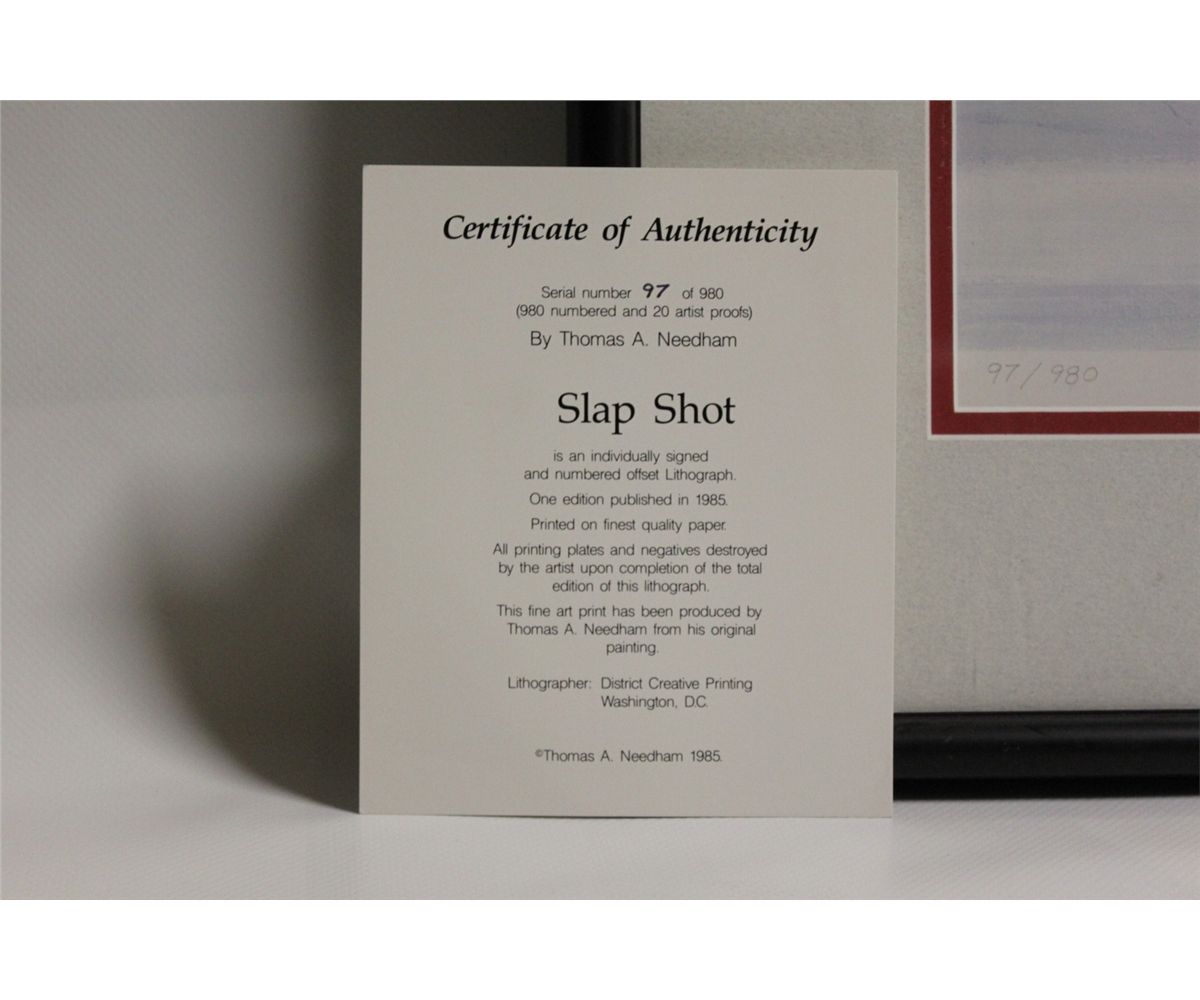 Certificate of Authenticity
Serial number 97 of 980
(980 numbered and 20 artist proofs)
By Thomas A. Needham
Slap Shot
is an individually signed
and numbered offset Lithograph.
One edition published in 1985.
Printed on finest quality paper.
All printing plates and negatives destroyed
by the artist upon completion of the total
edition of this lithograph.
This fine art print has been produced by
Thomas A. Needham from his original
painting.
Lithographer: District Creative Printing
Washington, D.C.
©Thomas A. Needham 1985.
97/980